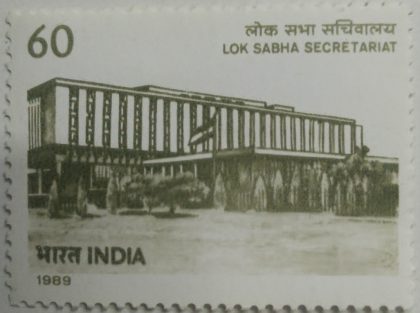 60
लोक सभा सचिवालय
LOK SABHA SECRETARIAT
भारत INDIA
1989